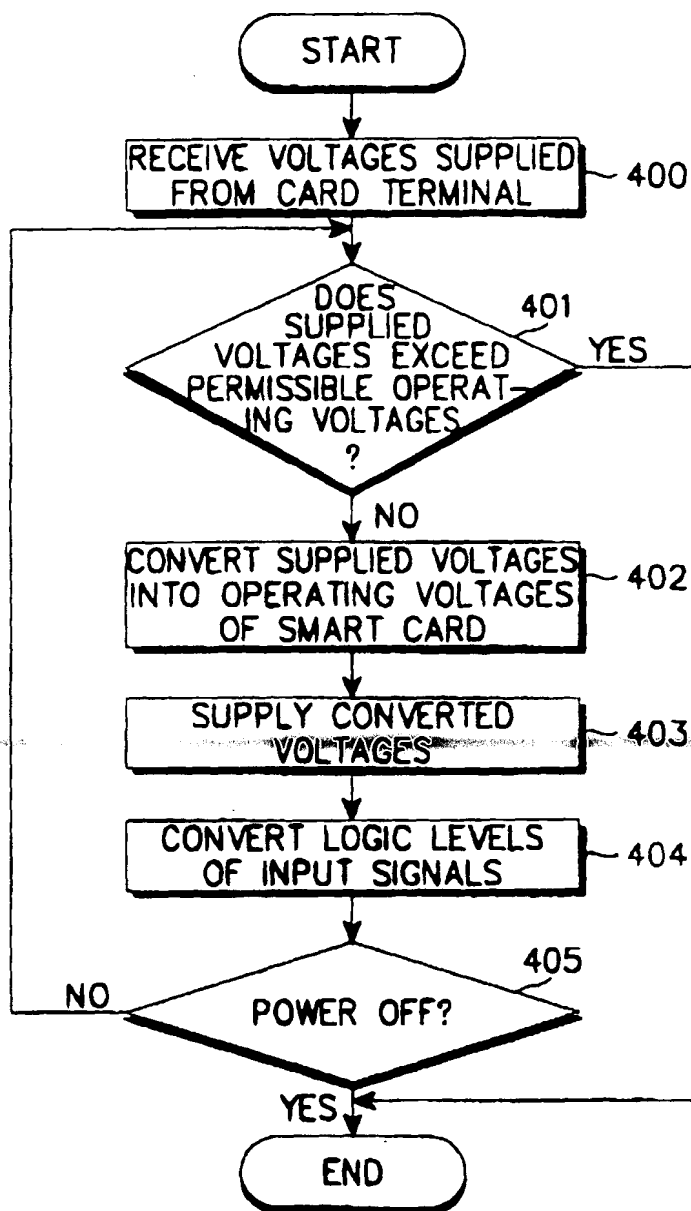 START
RECEIVE VOLTAGES SUPPLIED
FROM CARD TERMINAL
400
DOES
SUPPLIED
VOLTAGES EXCEED
PERMISSIBLE OPERAT-
ING VOLTAGES
?
401
YES
NO
CONVERT SUPPLIED VOLTAGES
INTO OPERATING VOLTAGES
OF SMART CARD
402
SUPPLY CONVERTED
VOLTAGES
403
CONVERT LOGIC LEVELS
OF INPUT SIGNALS
404
405
NO
POWER OFF?
YES
END